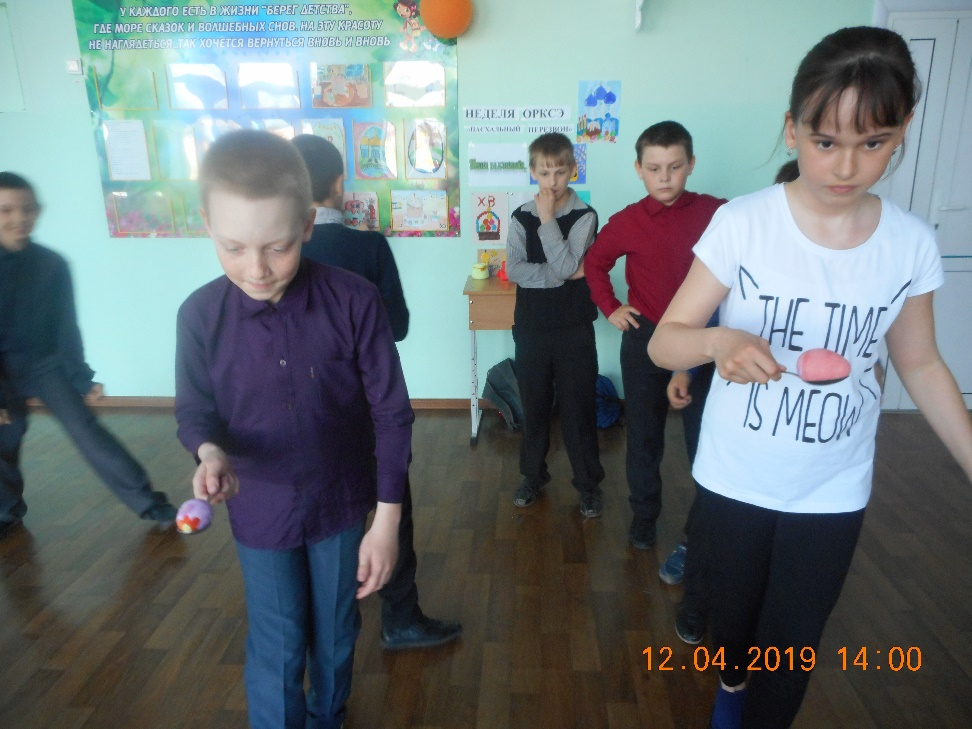 У КАЖДОГО ЕСТЬ В ЖИЗНИ "БЕРЕГ ДЕТСТВА",
ГДЕ МОРЕ СКАЗОК И ВОЛШЕБНЫХ СНОВ, НА ЭТУ КРАСОТУ
НЕ НАГЛЯДЕТЬСЯ, ТАК ХОЧЕТСЯ ВЕРНУТЬСЯ ВНОВЬ И ВНОВЬ
НЕДЕЛЯ ОРКСЭ
«ПАСХАЛЬНЫЙ ПЕРЕЗВОН»
ХВ
THE TIME
IS MEOW
12.04.2019 14:00